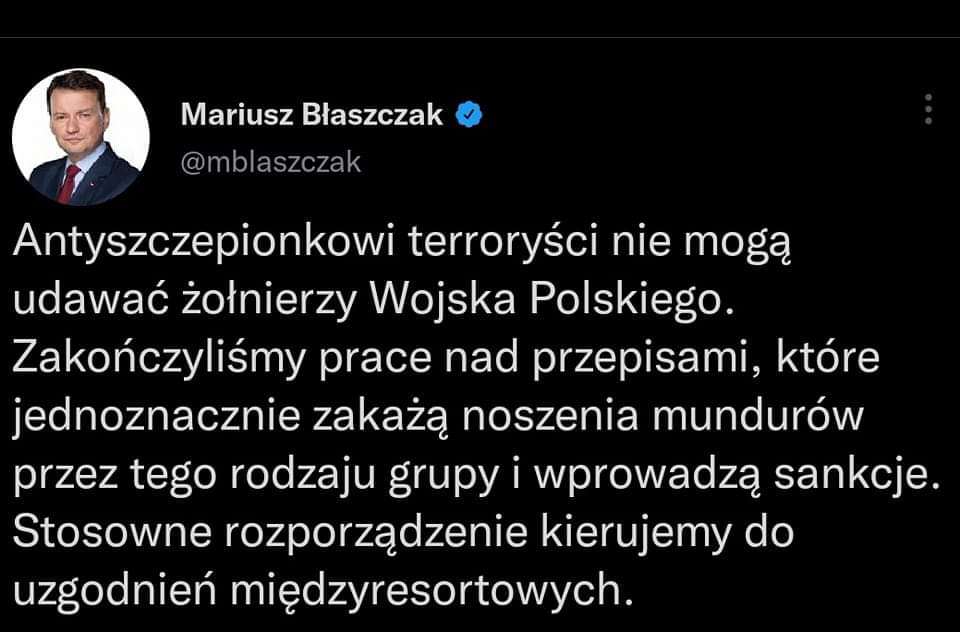 Mariusz Błaszczak
@mblaszczak
Antyszczepionkowi terroryści nie mogą
udawać żołnierzy Wojska Polskiego.
Zakończyliśmy prace nad przepisami, które
jednoznacznie zakażą noszenia mundurów
przez tego rodzaju grupy i wprowadzą sankcje.
Stosowne rozporządzenie kierujemy do
uzgodnień międzyresortowych.